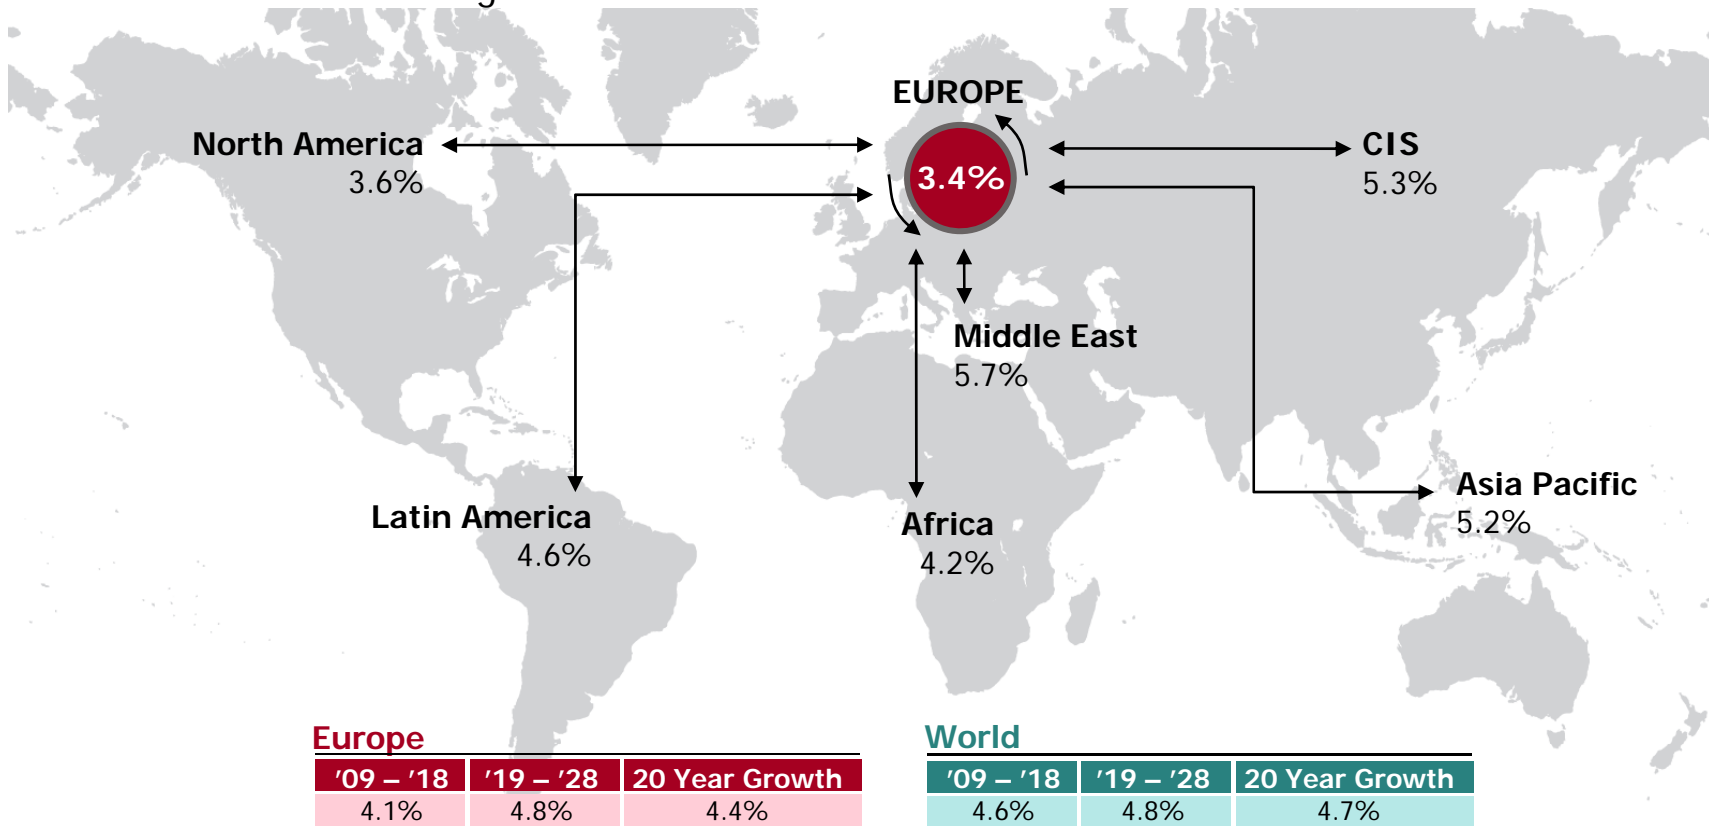 EUROPE
North America
3.6%
3.4%
CIS
5.3%
Middle East
5.7%
Latin America
4.6%
Africa
4.2%
Asia Pacific
5.2%
Europe
'09 – '18 '19 – '28 20 Year Growth
4.1% 4.8% 4.4%
World
'09 – '18 '19 – '28 20 Year Growth
4.6% 4.8% 4.7%